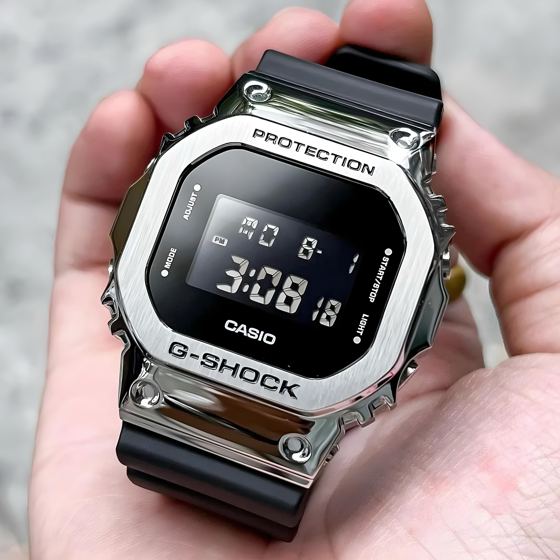 PROTECTION
ADJUST
MO 8- 1
PM
3:08 18
MODE
START/STOP
LIGHT
CASIO
G-SHOCK